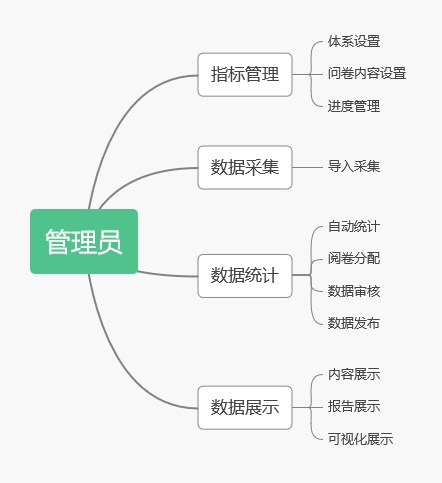 管理员
指标管理
体系设置
问卷内容设置
进度管理
数据采集
导入采集
数据统计
自动统计
阅卷分配
数据审核
数据发布
数据展示
内容展示
报告展示
可视化展示